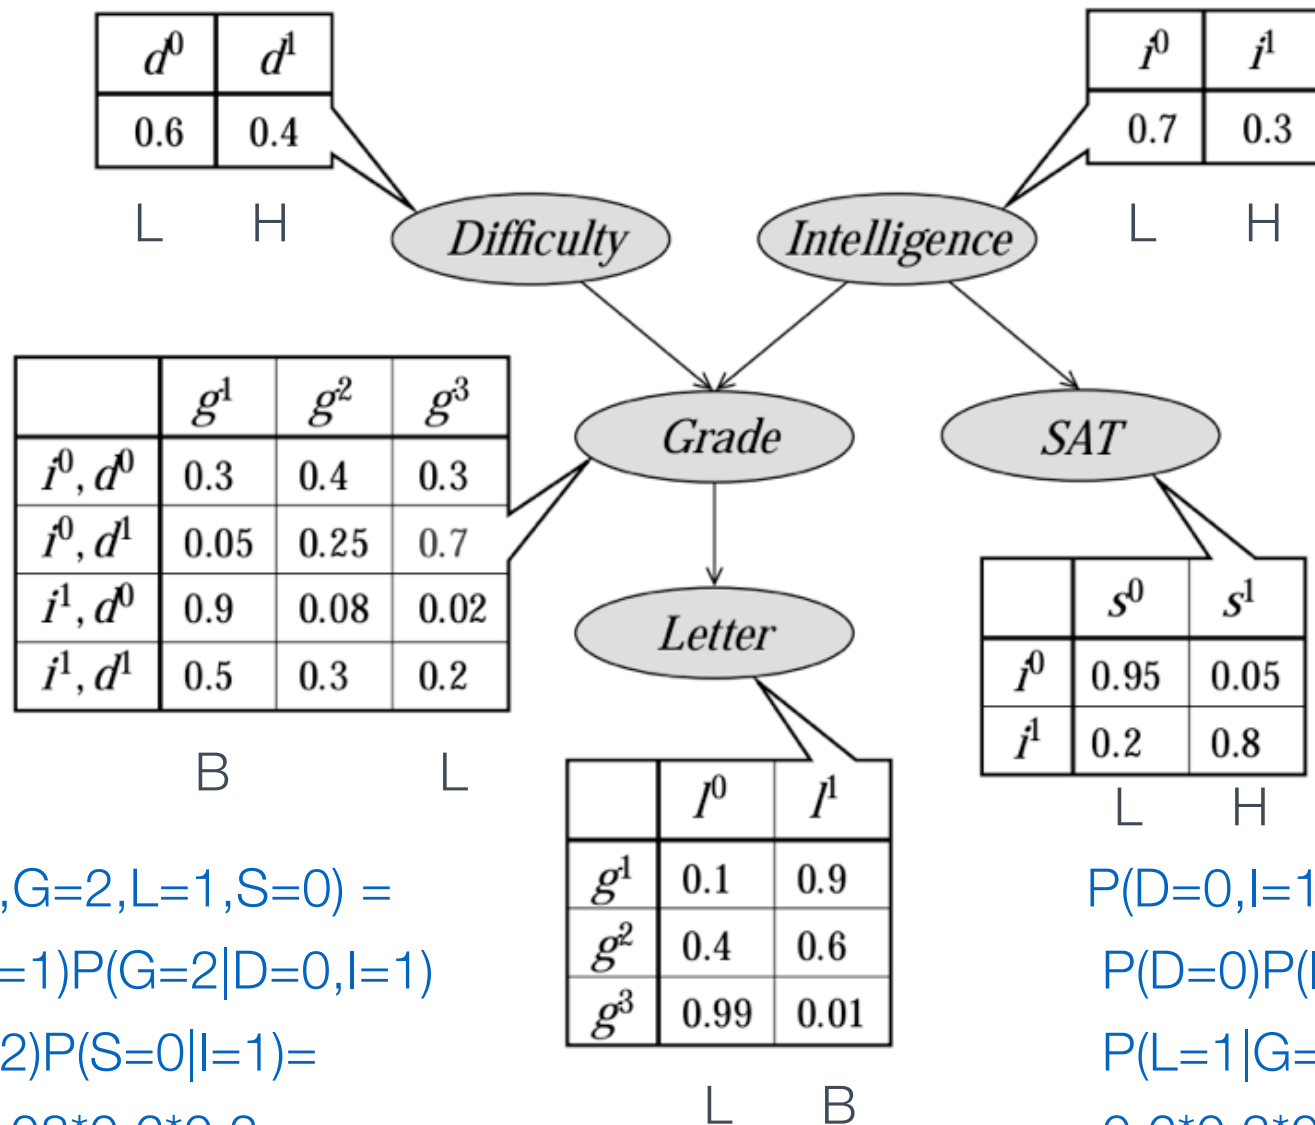 d⁰ d¹
0.6 0.4
L H
i⁰ i¹
0.7 0.3
L H
Difficulty
Intelligence
Grade
SAT
Letter
g¹ g² g³
i⁰, d⁰ 0.3 0.4 0.3
i⁰, d¹ 0.05 0.25 0.7
i¹, d⁰ 0.9 0.08 0.02
i¹, d¹ 0.5 0.3 0.2
B L
s⁰ s¹
i⁰ 0.95 0.05
i¹ 0.2 0.8
L H
l⁰ l¹
g¹ 0.1 0.9
g² 0.4 0.6
g³ 0.99 0.01
L B
,G=2,L=1,S=0) =
=1)P(G=2|D=0,I=1)
2)P(S=0|I=1)=
P(D=0,I=1
P(D=0)P(I
P(L=1|G=